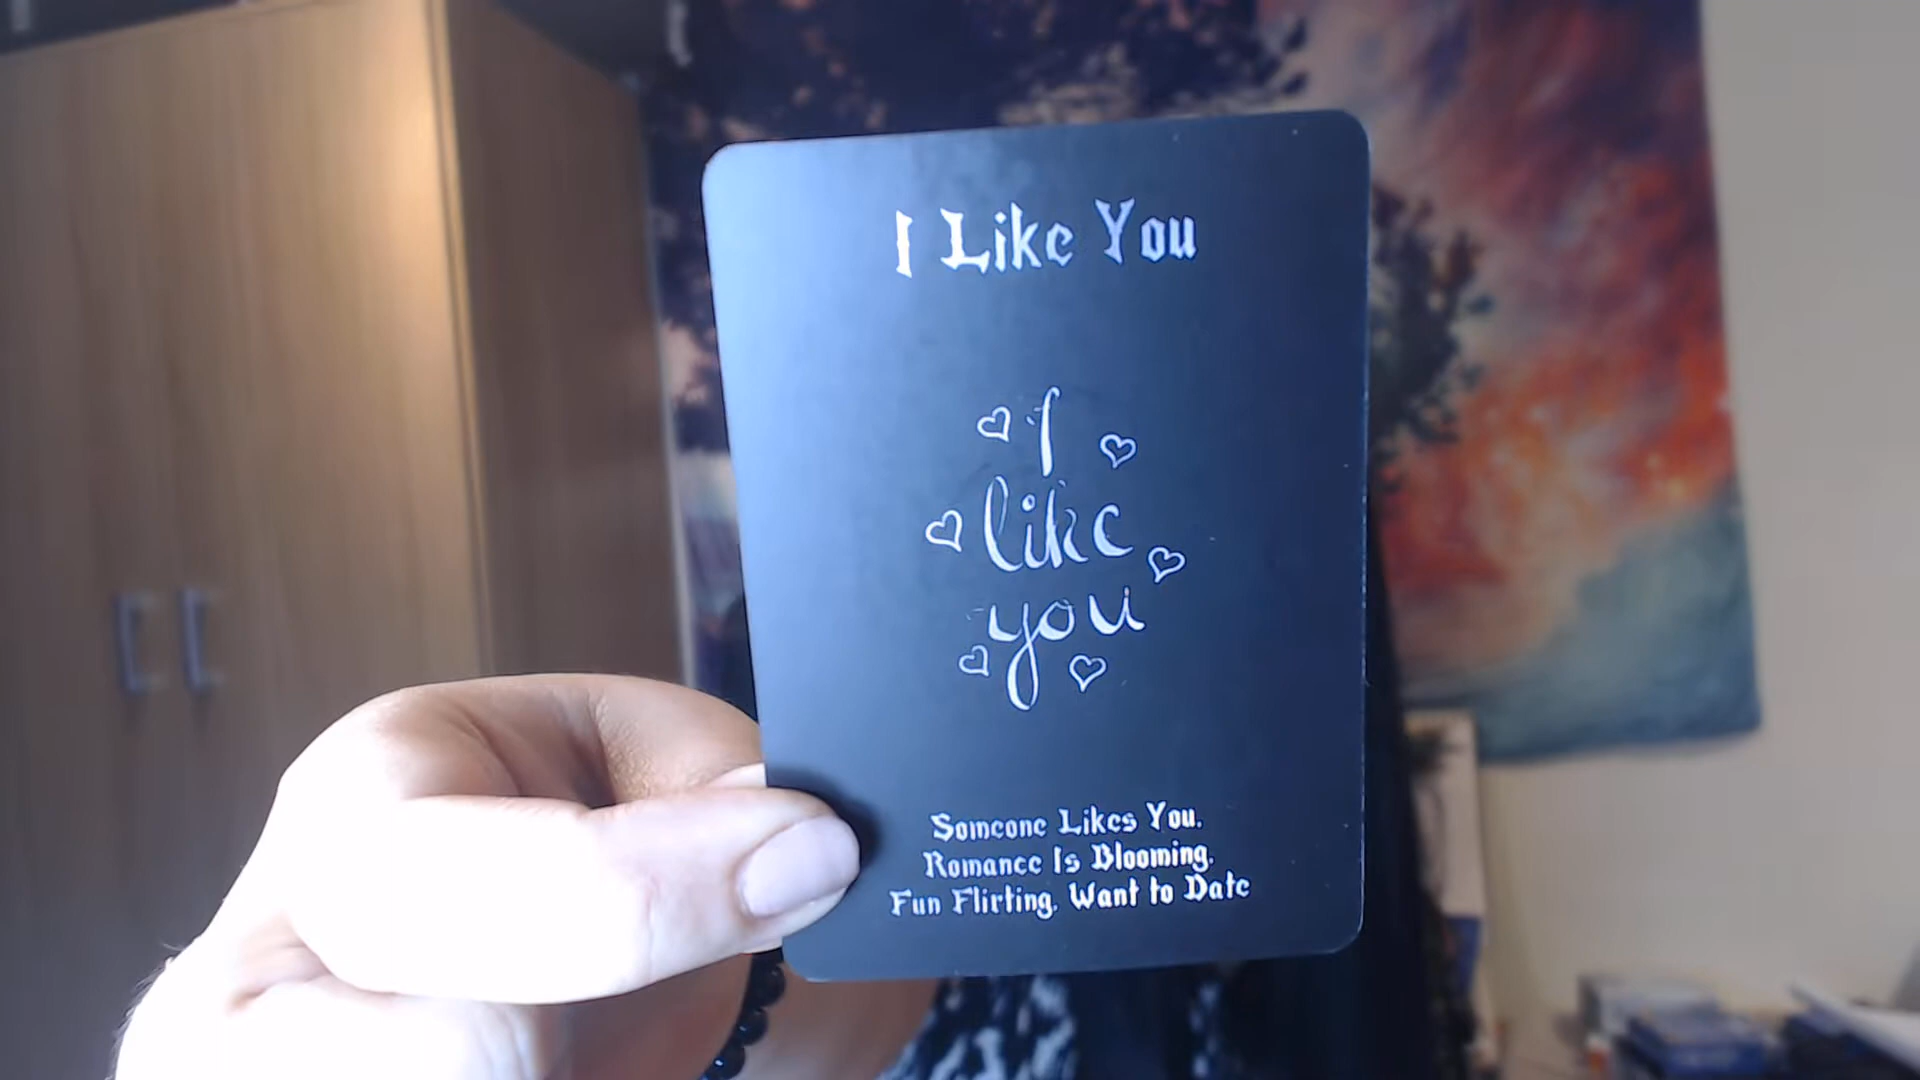 I Like You
I
like
you
Someone Likes You.
Romance Is Blooming.
Fun Flirting. Want to Date